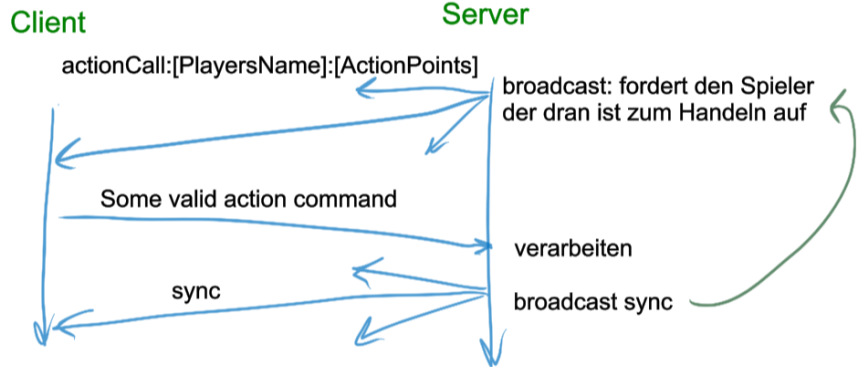 Client
Server
actionCall:[PlayersName]:[ActionPoints]
broadcast: fordert den Spieler
der dran ist zum Handeln auf
Some valid action command
verarbeiten
sync
broadcast sync